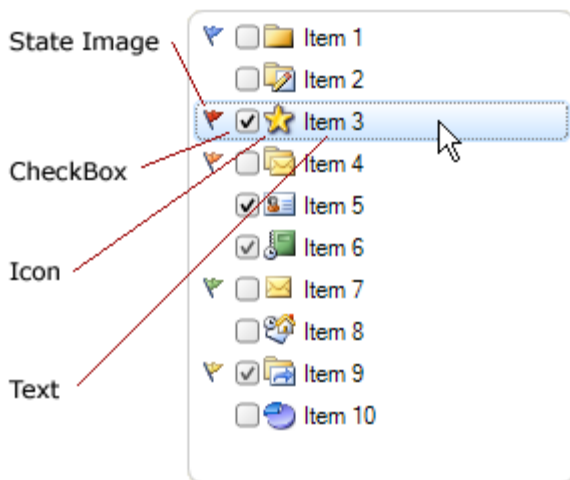 State Image
CheckBox
Icon
Text
Item 1
Item 2
Item 3
Item 4
Item 5
Item 6
Item 7
Item 8
Item 9
Item 10